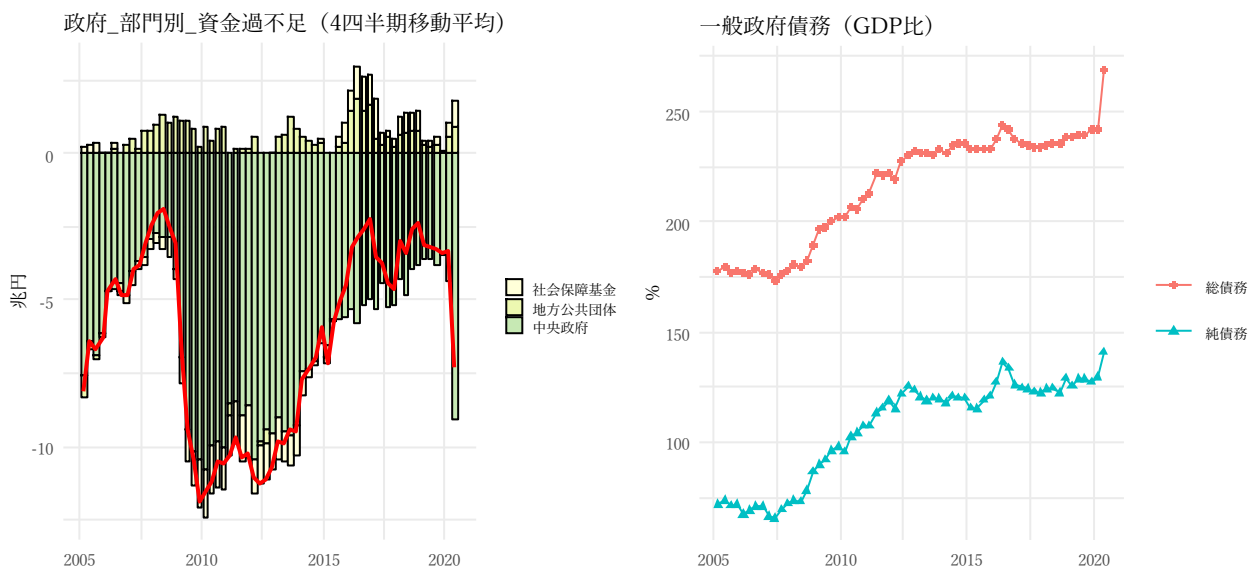 政府_部門別_資金過不足（4四半期移動平均）
0
-5
-10
兆円
2005
2010
2015
2020
社会保障基金
地方公共団体
中央政府
一般政府債務（GDP比）
250
200
150
100
%
2005
2010
2015
2020
総債務
純債務